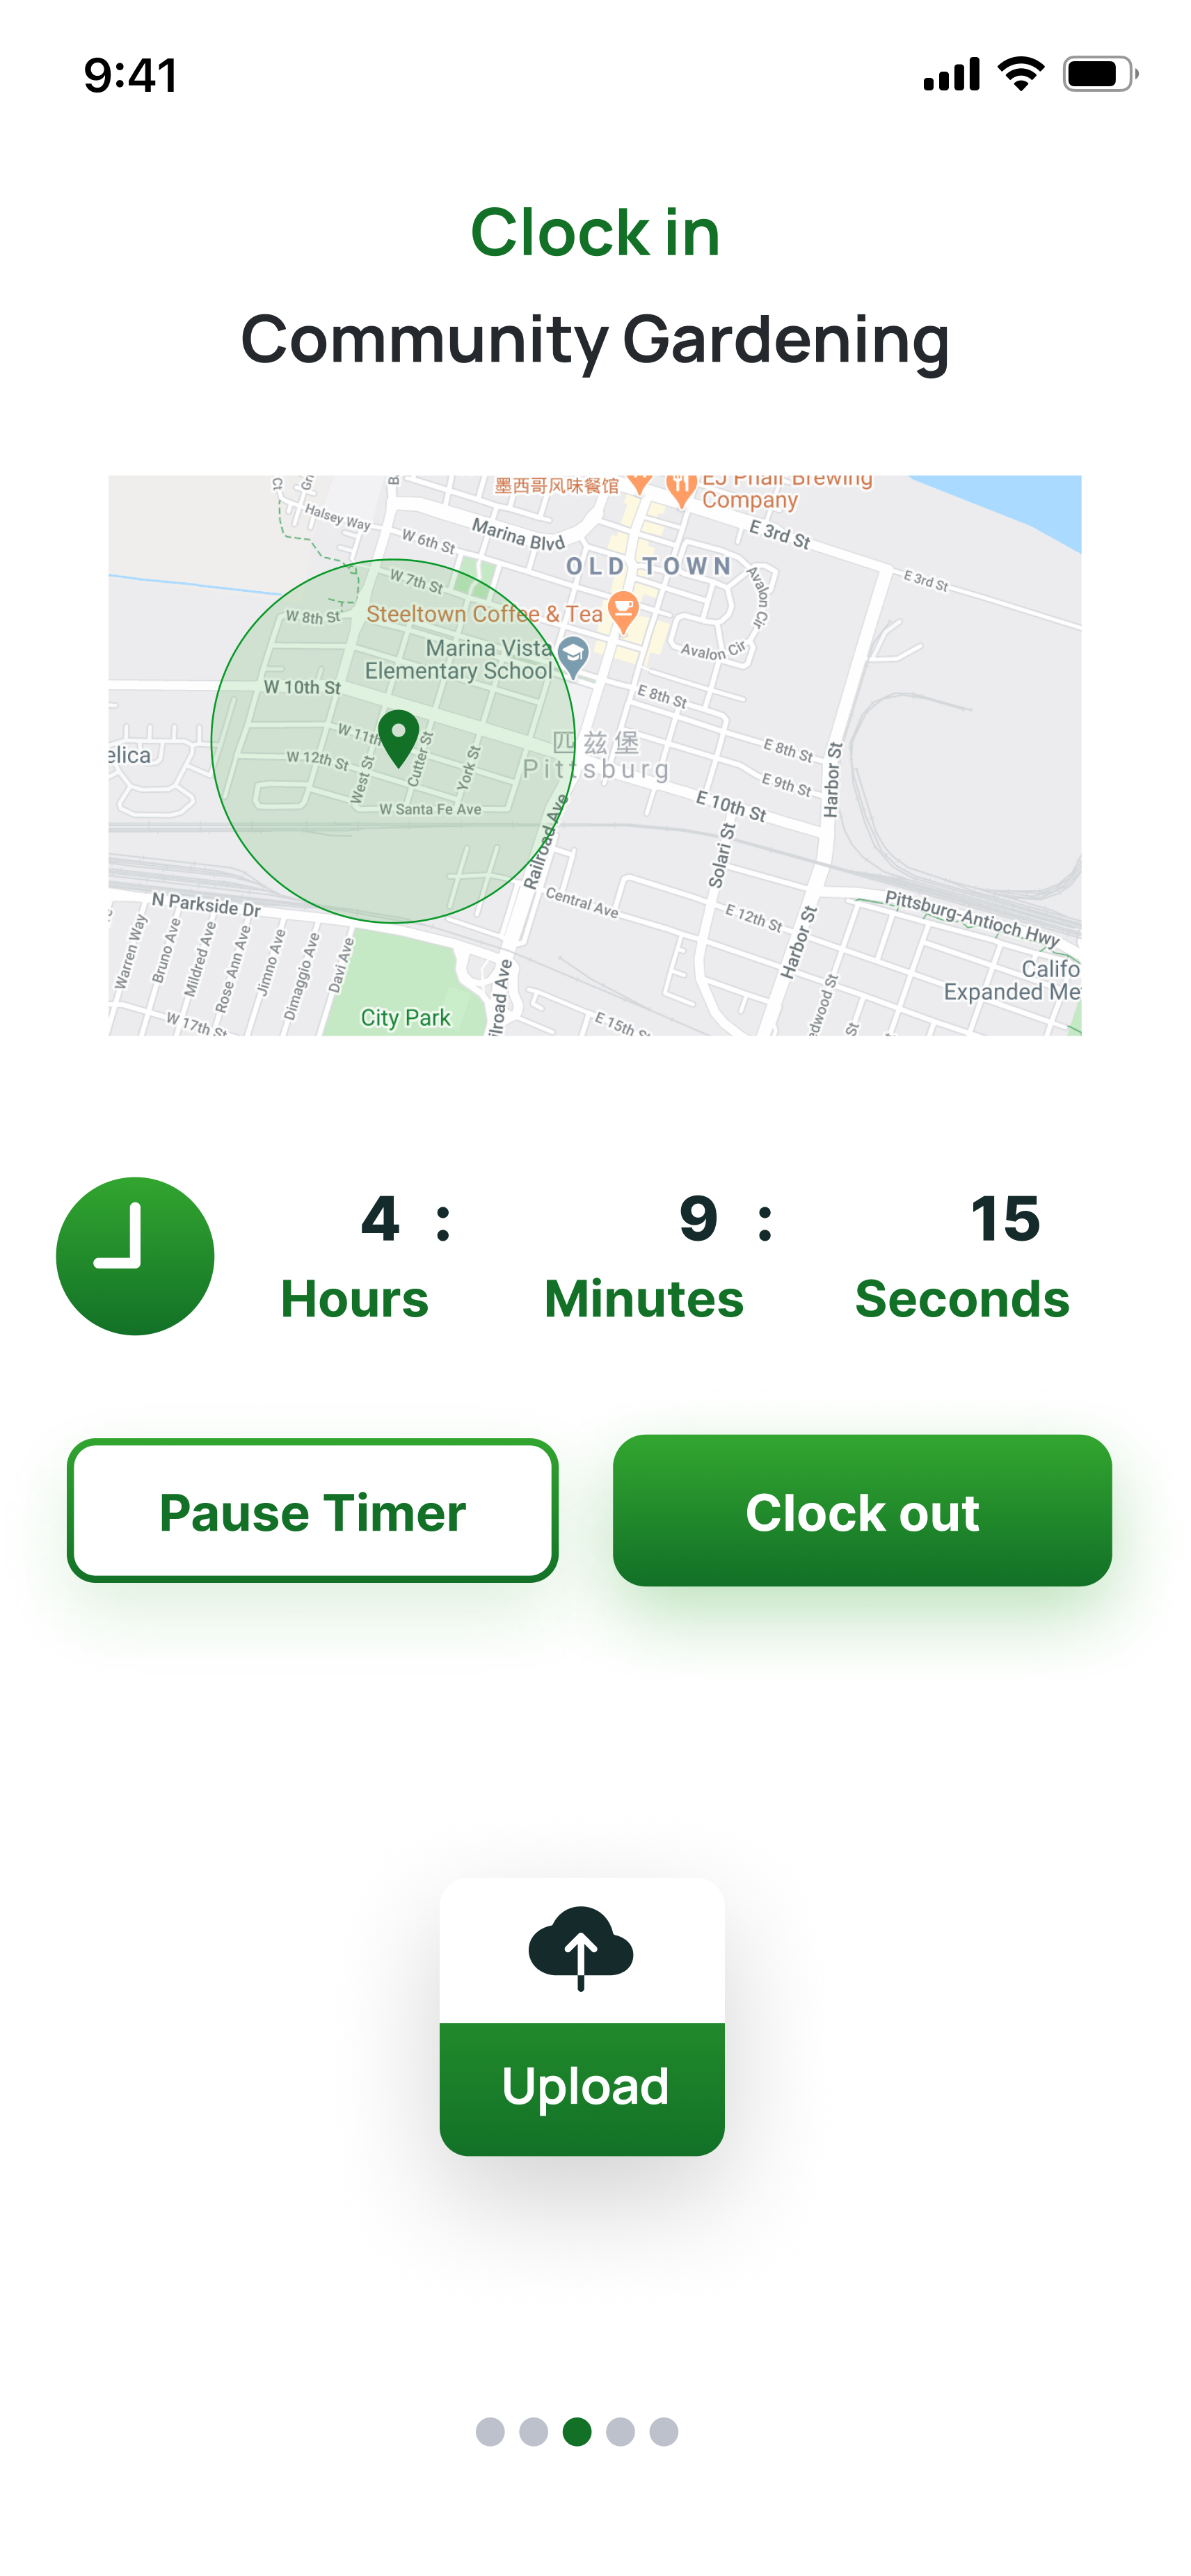 9:41
Clock in
Community Gardening
墨西哥风味餐馆
EJ Phair Brewing
Company
Ct
Halsey Way
W 6th St
Marina Blvd
E 3rd St
OLD TOWN
Avalon Cir
E 3rd St
W 7th St
W 8th St
Steeltown Coffee & Tea
Marina Vista
Elementary School
Avalon Cir
W 10th St
E 8th St
W 11th
Cutter St
匹兹堡
Pittsburg
E 8th St
Harbor St
elica
W 12th St
West St
York St
E 9th St
W Santa Fe Ave
E 10th St
Railroad Ave
Solari St
N Parkside Dr
Central Ave
E 12th St
Harbor St
Pittsburg-Antioch Hwy
Warren Way
Bruno Ave
Mildred Ave
Rose Ann Ave
Jimno Ave
Dimaggio Ave
Davi Ave
Califo
Expanded Me
City Park
ilroad Ave
W 17th St
E 15th S
edwood St
St
4 : 9 : 15
Hours Minutes Seconds
Pause Timer
Clock out
Upload